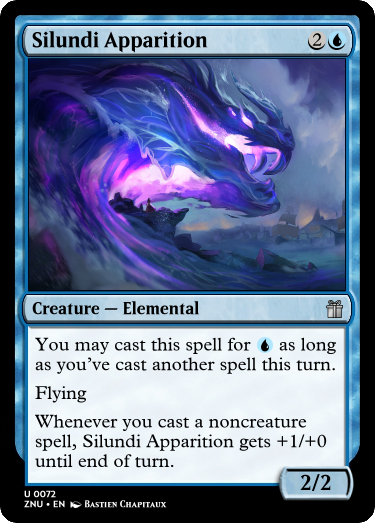 Silundi Apparition 2
Creature — Elemental
You may cast this spell for as long
as you've cast another spell this turn.
Flying
Whenever you cast a noncreature
spell, Silundi Apparition gets +1/+0
until end of turn.
2/2
U 0072
ZNU • EN Bastien Chapitaux